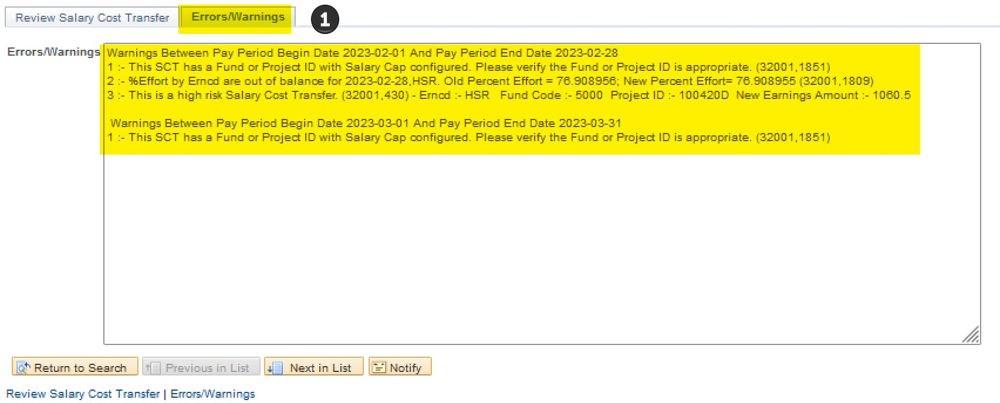 Review Salary Cost Transfer Errors/Warnings 1
Errors/Warnings
Warnings Between Pay Period Begin Date 2023-02-01 And Pay Period End Date 2023-02-28
1 :- This SCT has a Fund or Project ID with Salary Cap configured. Please verify the Fund or Project ID is appropriate. (32001,1851)
2 :- %Effort by Erncd are out of balance for 2023-02-28,HSR. Old Percent Effort = 76.908956; New Percent Effort= 76.908955 (32001,1809)
3 :- This is a high risk Salary Cost Transfer. (32001,430) - Erncd :- HSR Fund Code :- 5000 Project ID :- 100420D New Earnings Amount :- 1060.5
Warnings Between Pay Period Begin Date 2023-03-01 And Pay Period End Date 2023-03-31
1 :- This SCT has a Fund or Project ID with Salary Cap configured. Please verify the Fund or Project ID is appropriate. (32001,1851)
Return to Search Previous in List Next in List Notify
Review Salary Cost Transfer | Errors/Warnings